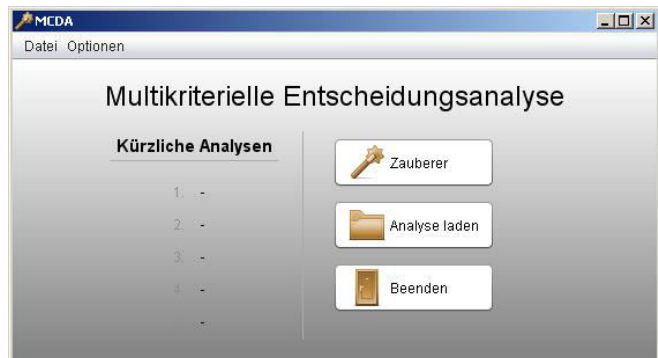 MCDA
Datei Optionen
Multikriterielle Entscheidungsanalyse
Kürzliche Analysen
1. -
2. -
3. -
4. -
-
Zauberer
Analyse laden
Beenden